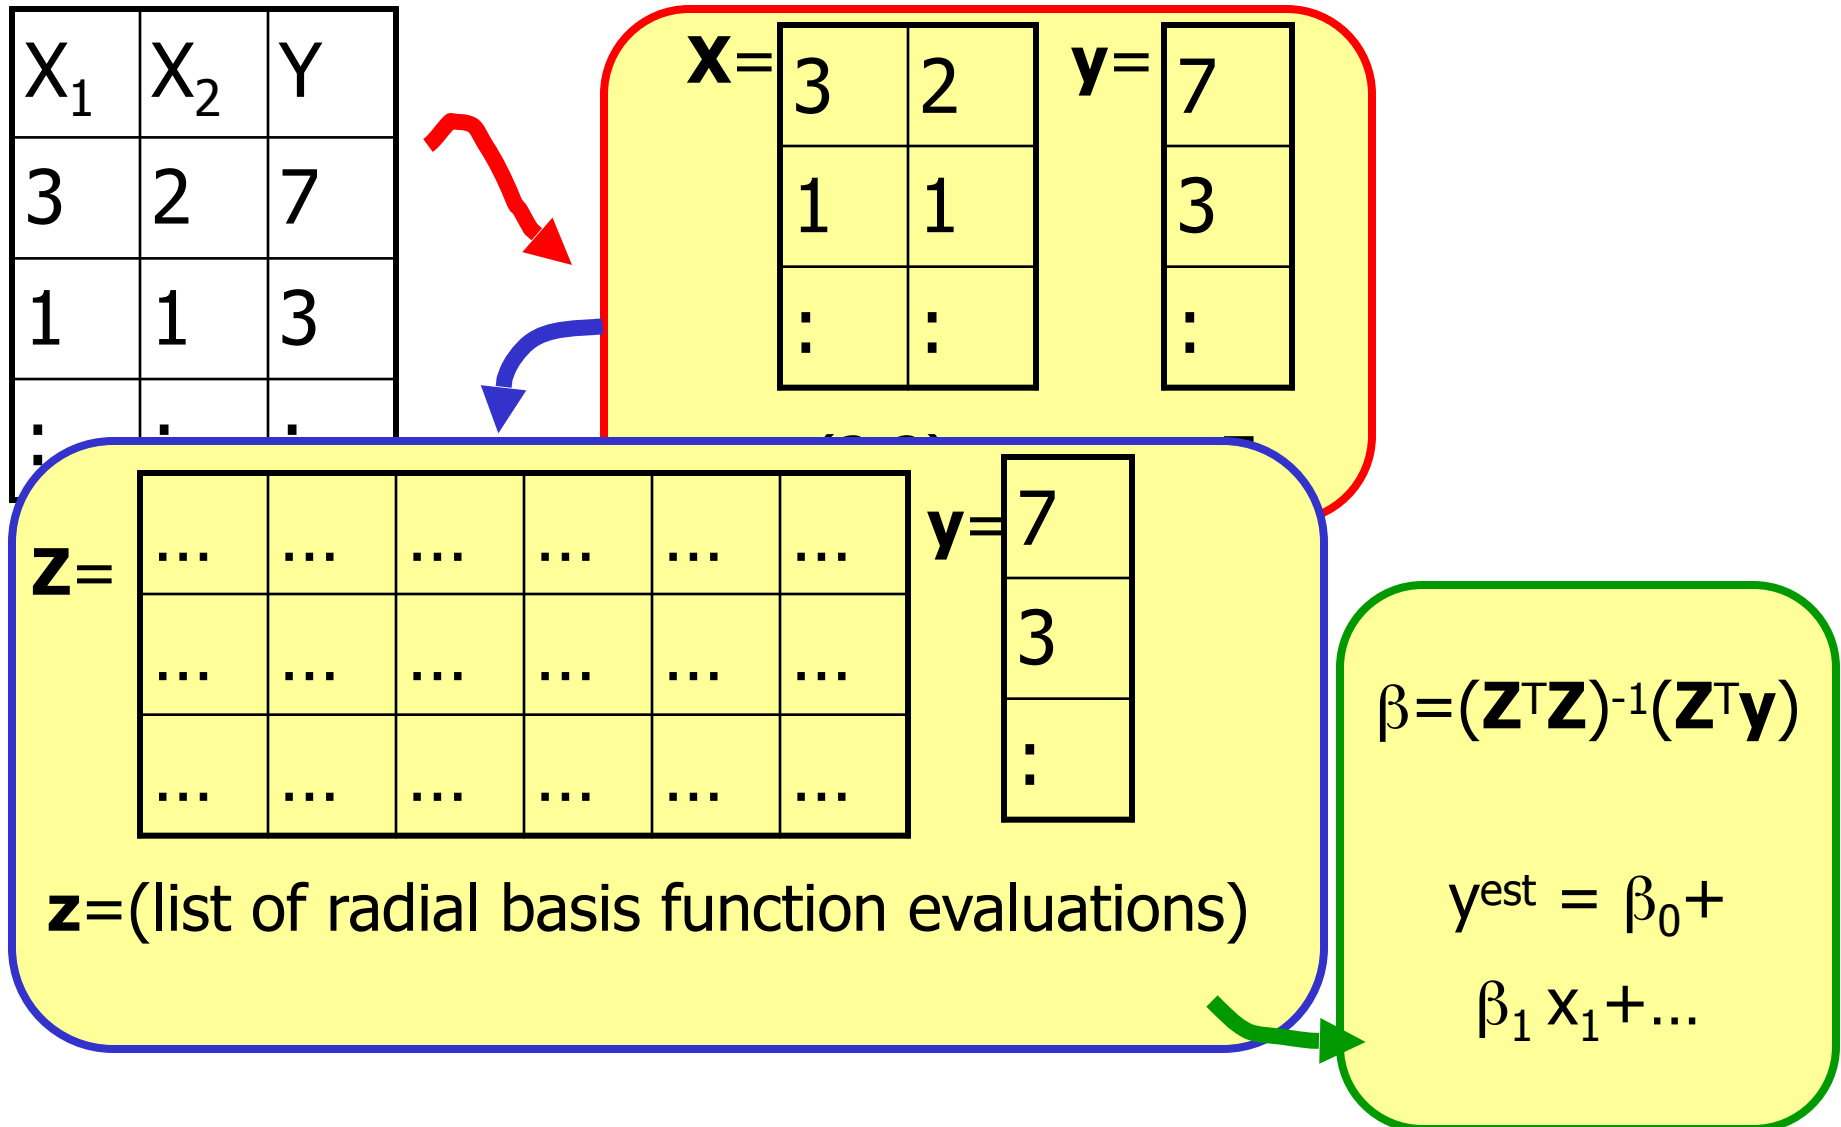 X₁ X₂ Y
3 2 7
1 1 3
: : :
X=
3 2
1 1
: :
y=
7
3
:
Z=
... ... ... ... ... ...
... ... ... ... ... ...
... ... ... ... ... ...
y=
7
3
:
z=(list of radial basis function evaluations)
β=(ZᵀZ)⁻¹(Zᵀy)
yᵉˢᵗ = β₀+
β₁ x₁+…